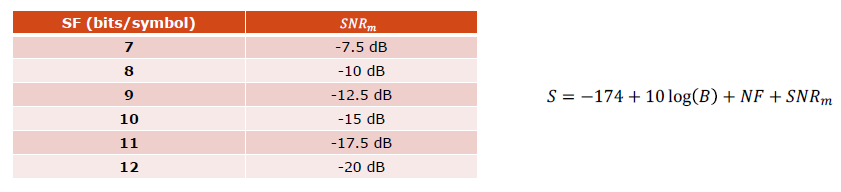 SF (bits/symbol) SNRₘ
7 -7.5 dB
8 -10 dB
9 -12.5 dB
10 -15 dB
11 -17.5 dB
12 -20 dB
S = −174 + 10 log(B) + NF + SNRₘ